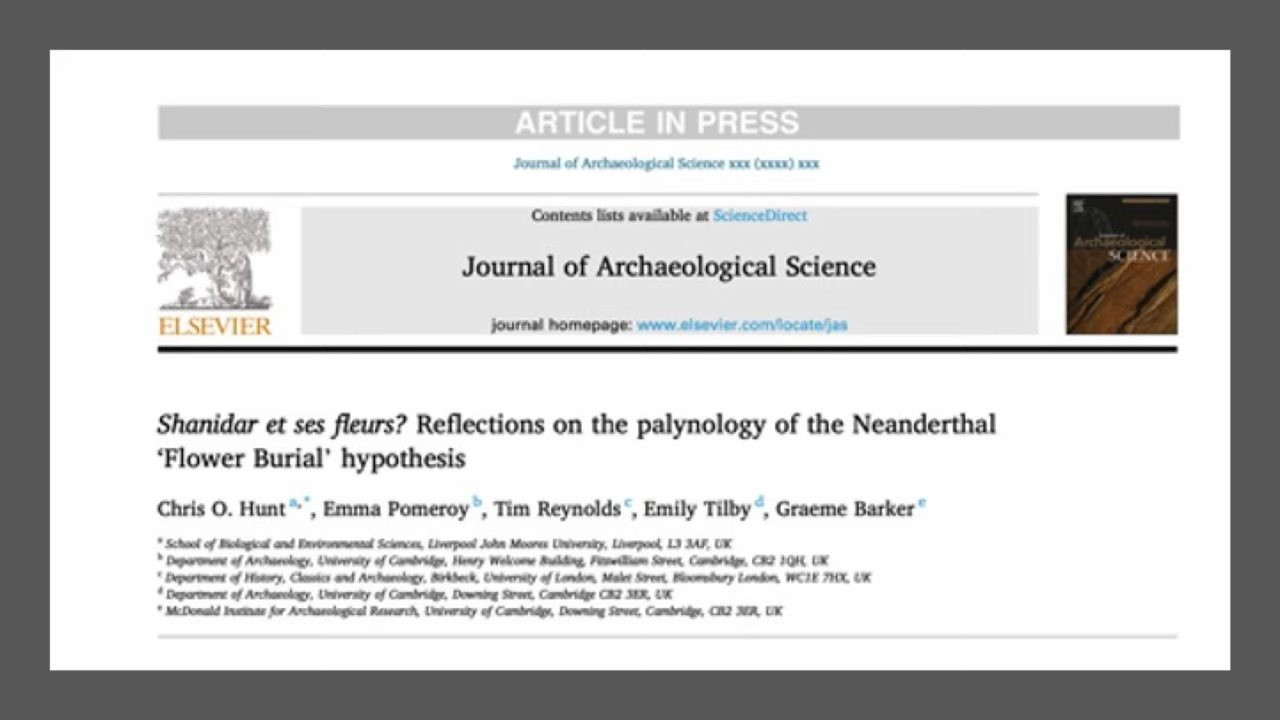 ARTICLE IN PRESS
Journal of Archaeological Science xxx (xxxx) xxx
Contents lists available at ScienceDirect
Journal of Archaeological Science
journal homepage: www.elsevier.com/locate/jas
ELSEVIER
Archaeological
SCIENCE
Shanidar et ses fleurs? Reflections on the palynology of the Neanderthal
‘Flower Burial’ hypothesis
Chris O. Hunt a,*, Emma Pomeroy b, Tim Reynolds c, Emily Tilby d, Graeme Barker e
a School of Biological and Environmental Sciences, Liverpool John Moores University, Liverpool, L3 3AF, UK
b Department of Archaeology, University of Cambridge, Henry Welcome Building, Fitzwilliam Street, Cambridge, CB2 1QH, UK
c Department of History, Classics and Archaeology, Birkbeck, University of London, Malet Street, Bloomsbury London, WC1E 7HX, UK
d Department of Archaeology, University of Cambridge, Downing Street, Cambridge CB2 3ER, UK
e McDonald Institute for Archaeological Research, University of Cambridge, Downing Street, Cambridge, CB2 3ER, UK